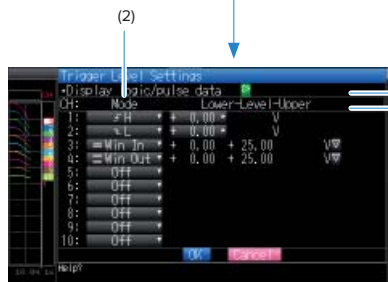 (2)
Trigger Level Settings
•Display logic/pulse data
CH: Mode Lower-Level-Upper
1: H + 0.00 V
2: L + 0.00 V
3: Win In + 0.00 + 25.00 V
4: Win Out + 0.00 + 25.00 V
5: Off
6: Off
7: Off
8: Off
9: Off
10: Off
OK Cancel
Help?